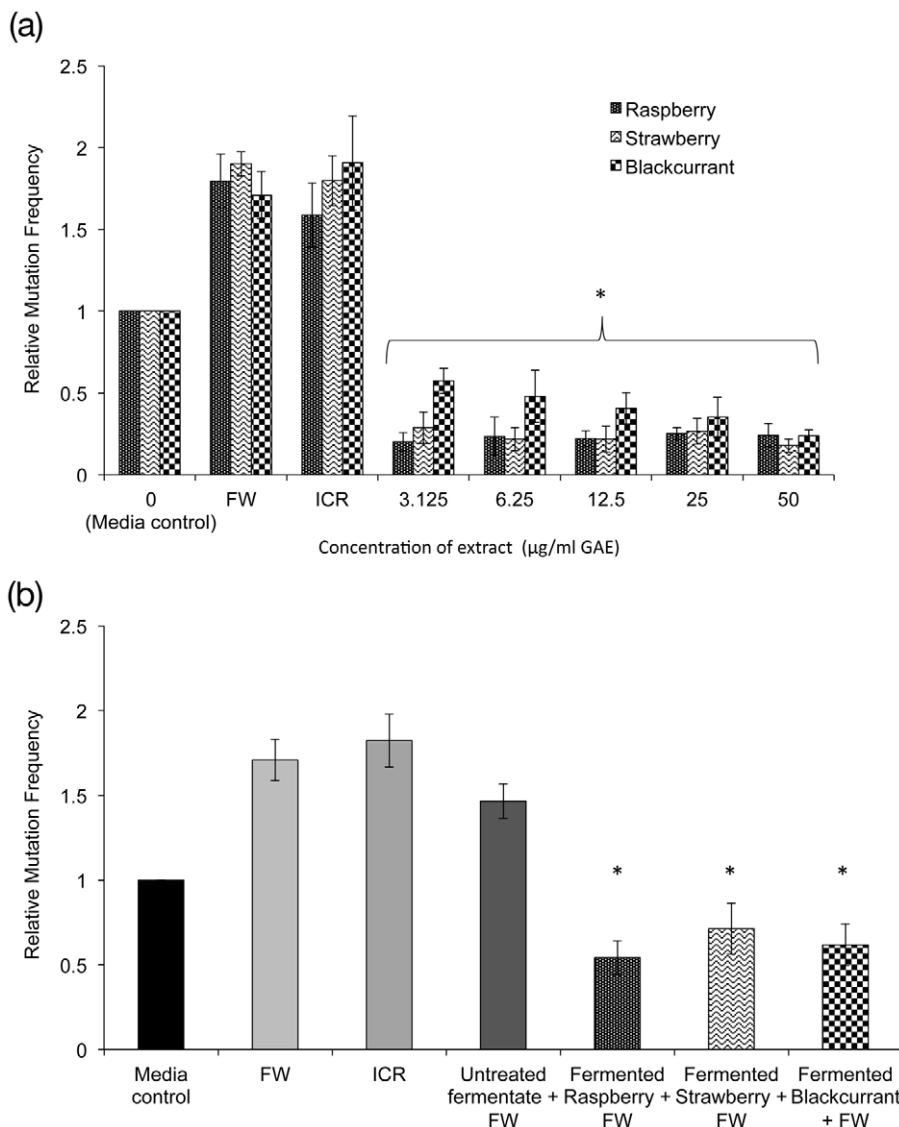 (a)
2.5
2
1.5
1
0.5
0
Relative Mutation Frequency
Raspberry
Strawberry
Blackcurrant
*
0 FW ICR 3.125 6.25 12.5 25 50
(Media control)
Concentration of extract (µg/ml GAE)
(b)
2.5
2
1.5
1
0.5
0
Relative Mutation Frequency
* * *
Media FW ICR Untreated Fermented Fermented Fermented
control fermentate + Raspberry + Strawberry + Blackcurrant
FW FW FW + FW